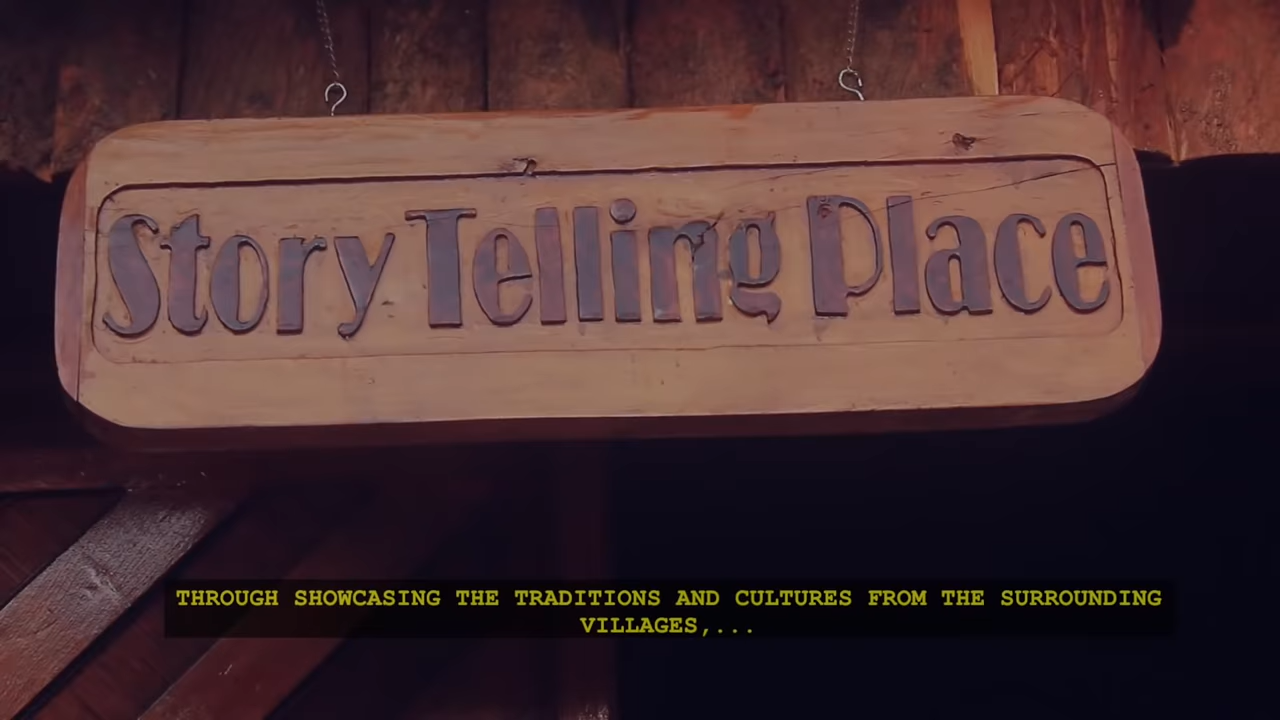 Story Telling Place
THROUGH SHOWCASING THE TRADITIONS AND CULTURES FROM THE SURROUNDING
VILLAGES,...